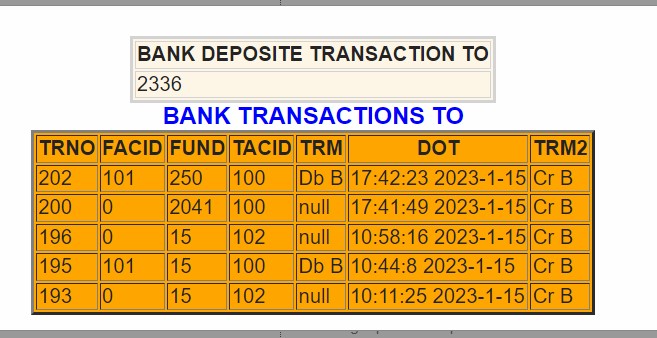 BANK DEPOSITE TRANSACTION TO
2336
BANK TRANSACTIONS TO
TRNO FACID FUND TACID TRM DOT TRM2
202 101 250 100 Db B 17:42:23 2023-1-15 Cr B
200 0 2041 100 null 17:41:49 2023-1-15 Cr B
196 0 15 102 null 10:58:16 2023-1-15 Cr B
195 101 15 100 Db B 10:44:8 2023-1-15 Cr B
193 0 15 102 null 10:11:25 2023-1-15 Cr B